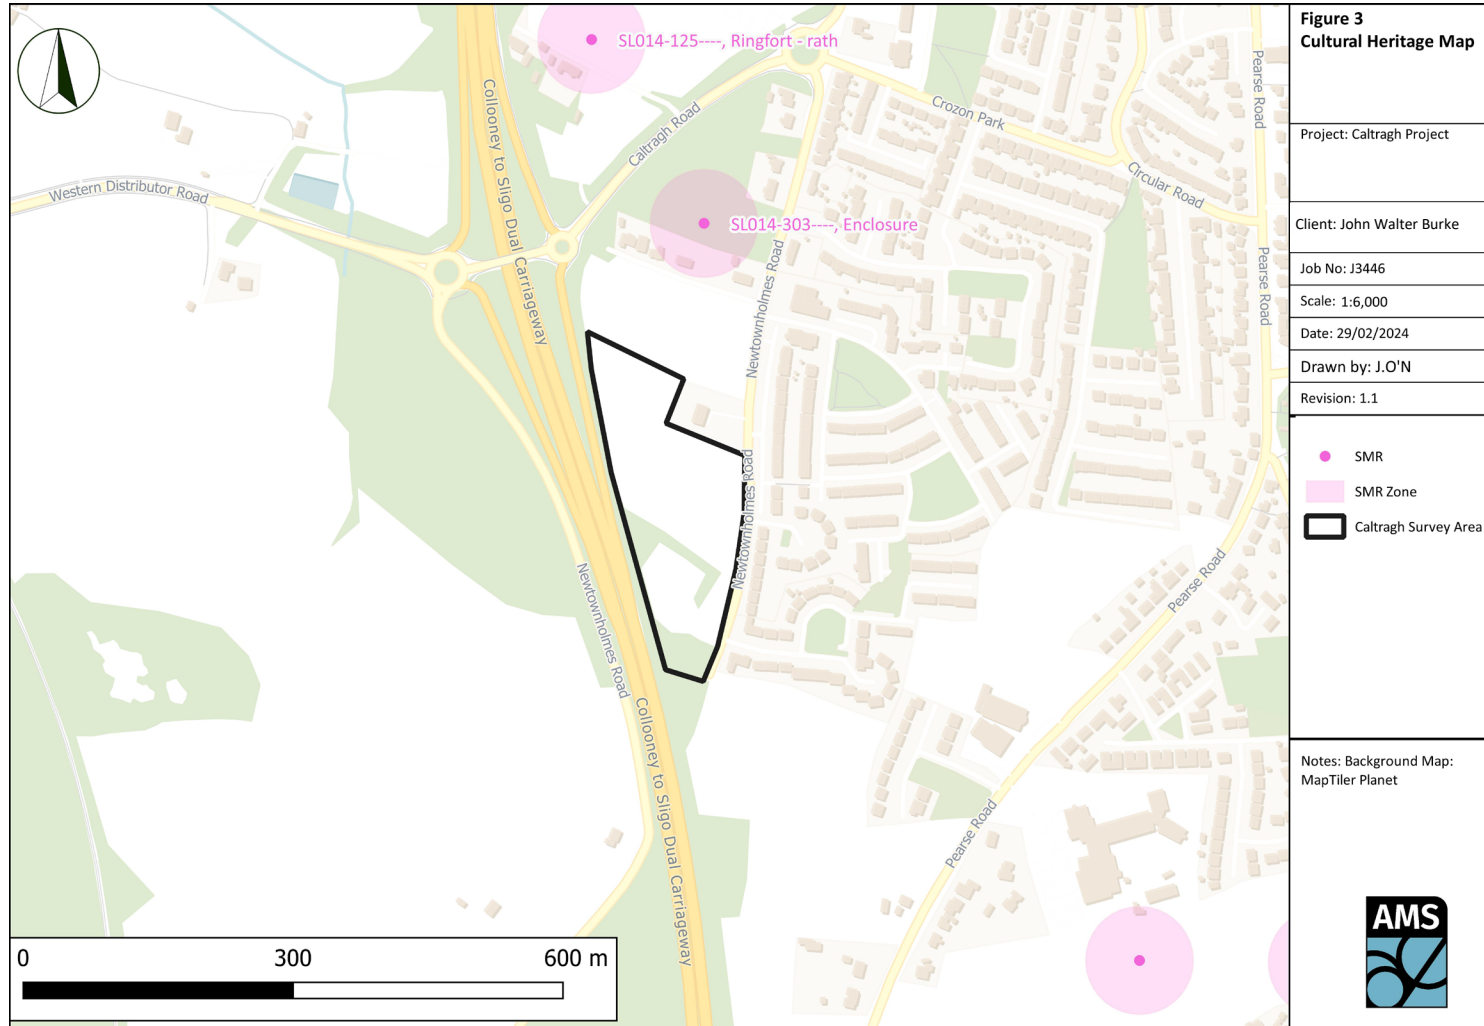 Figure 3
Cultural Heritage Map
Project: Caltragh Project
Client: John Walter Burke
Job No: J3446
Scale: 1:6,000
Date: 29/02/2024
Drawn by: J.O'N
Revision: 1.1
SMR
SMR Zone
Caltragh Survey Area
Notes: Background Map:
MapTiler Planet
AMS
SL014-125----, Ringfort - rath
SL014-303----, Enclosure
Collooney to Sligo Dual Carriageway
Caltragh Road
Crozon Park
Circular Road
Pearse Road
Pearse Road
Western Distributor Road
Newtownholmes Road
Newtownholmes Road
Newtownholmes Road
Pearse Road
Pearse Road
Collooney to Sligo Dual Carriageway
0 300 600 m